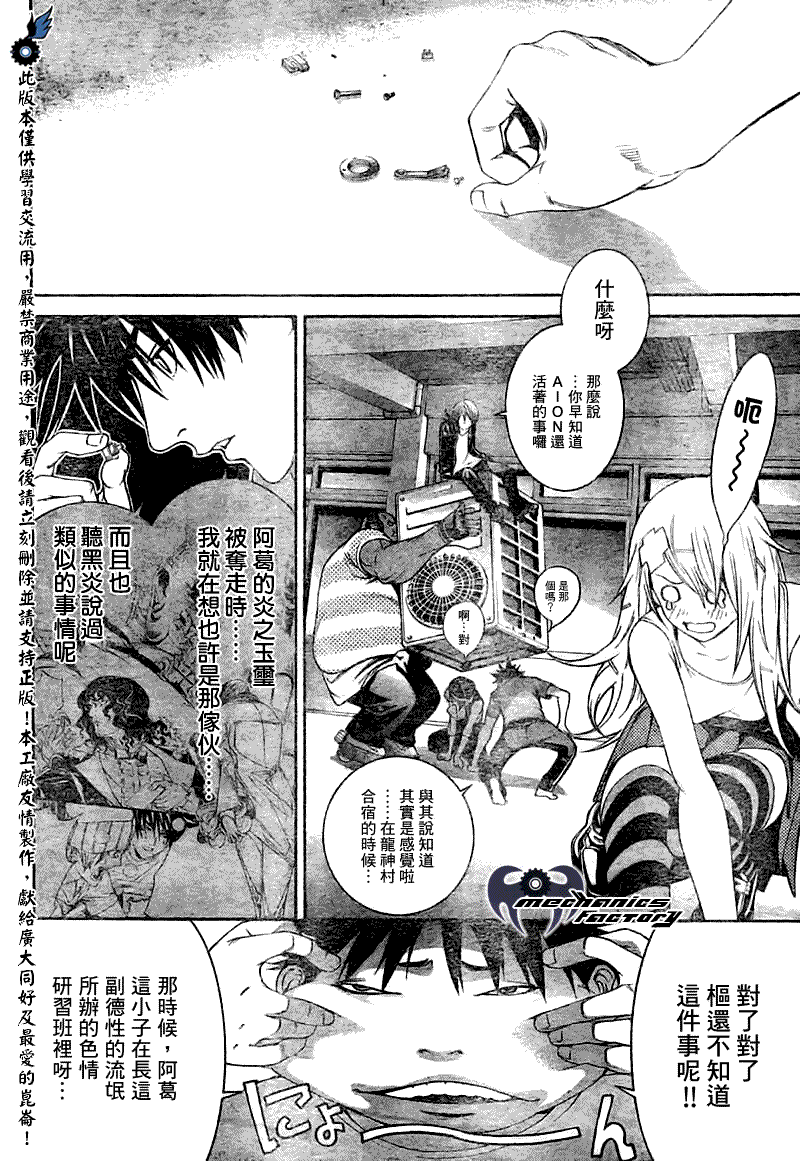 什麼呀
那麼說
…你早知道
AION還
活著的事囉
呃～～
是那
個嗎？
啊…對
與其說知道
其實是感覺啦
……在龍神村
合宿的時候…
阿葛的炎之玉璽
被奪走時……
我就在想也許是那傢伙……
而且也
聽黑炎說過
類似的事情呢
對了對了
樞還不知道
這件事呢!!
那時候，阿葛
這小子在長這
副德性的流氓
所辦的色情
研習班裡呀…
にょ――ん
mechanics
factory
此版本僅供學習交流用，嚴禁商業用途，觀看後請立刻刪除並請支持正版！本工廠友情製作，獻給廣大同好及最愛的崑崙！